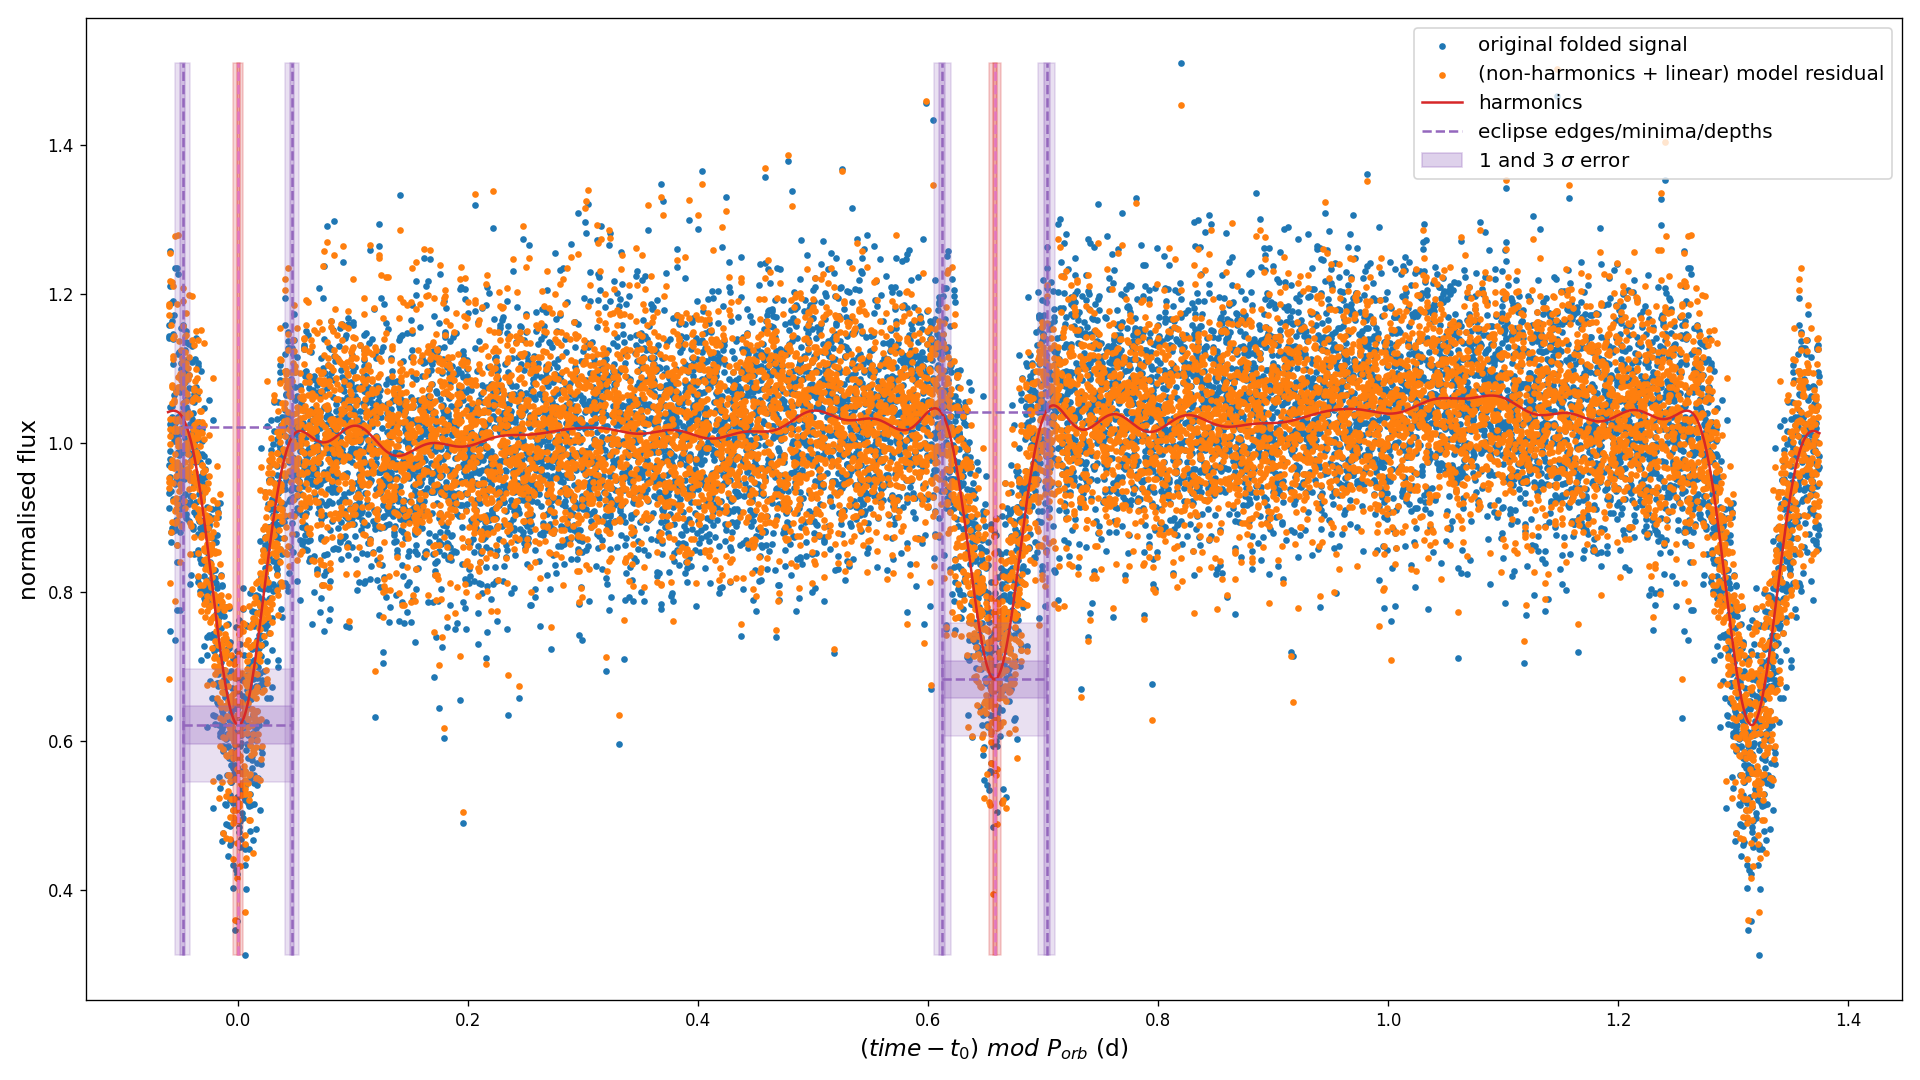 original folded signal
(non-harmonics + linear) model residual
harmonics
eclipse edges/minima/depths
1 and 3 σ error
normalised flux
1.4
1.2
1.0
0.8
0.6
0.4
0.0 0.2 0.4 0.6 0.8 1.0 1.2 1.4
(time − t₀) mod P_orb (d)